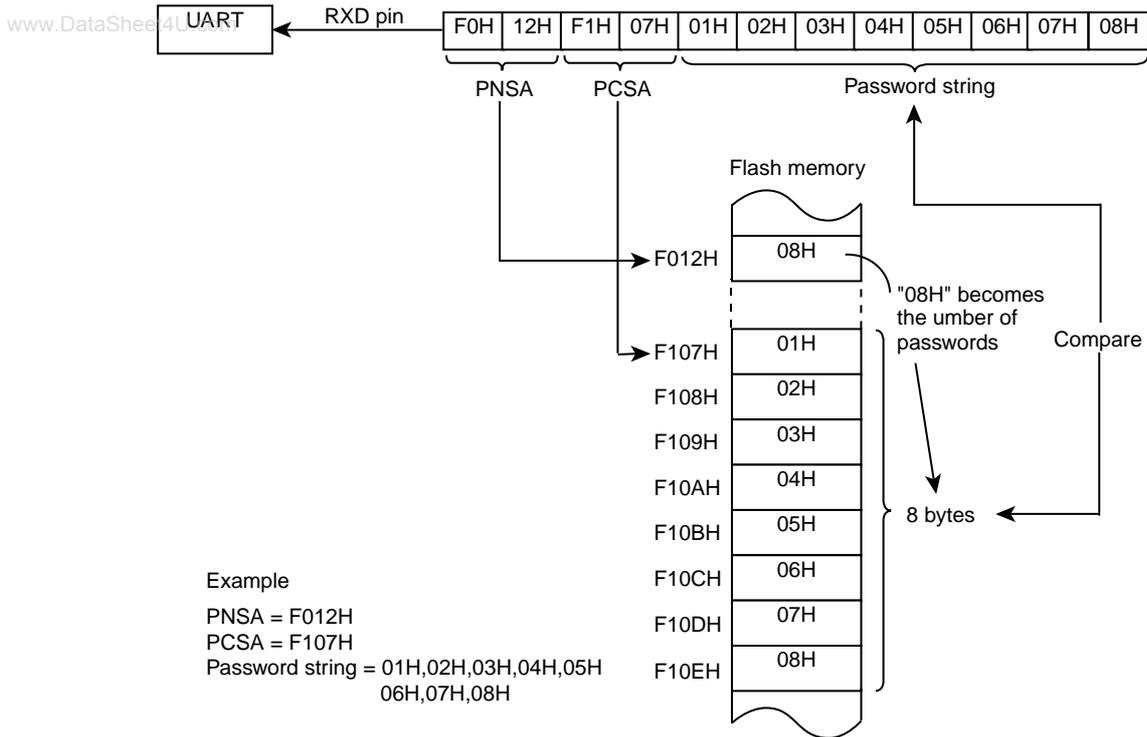 www.DataSheet4U.com
UART
RXD pin
F0H 12H F1H 07H 01H 02H 03H 04H 05H 06H 07H 08H
PNSA PCSA Password string
Flash memory
F012H 08H
"08H" becomes
the umber of
passwords
Compare
F107H 01H
F108H 02H
F109H 03H
F10AH 04H
F10BH 05H
8 bytes
F10CH 06H
F10DH 07H
F10EH 08H
Example
PNSA = F012H
PCSA = F107H
Password string = 01H,02H,03H,04H,05H
06H,07H,08H